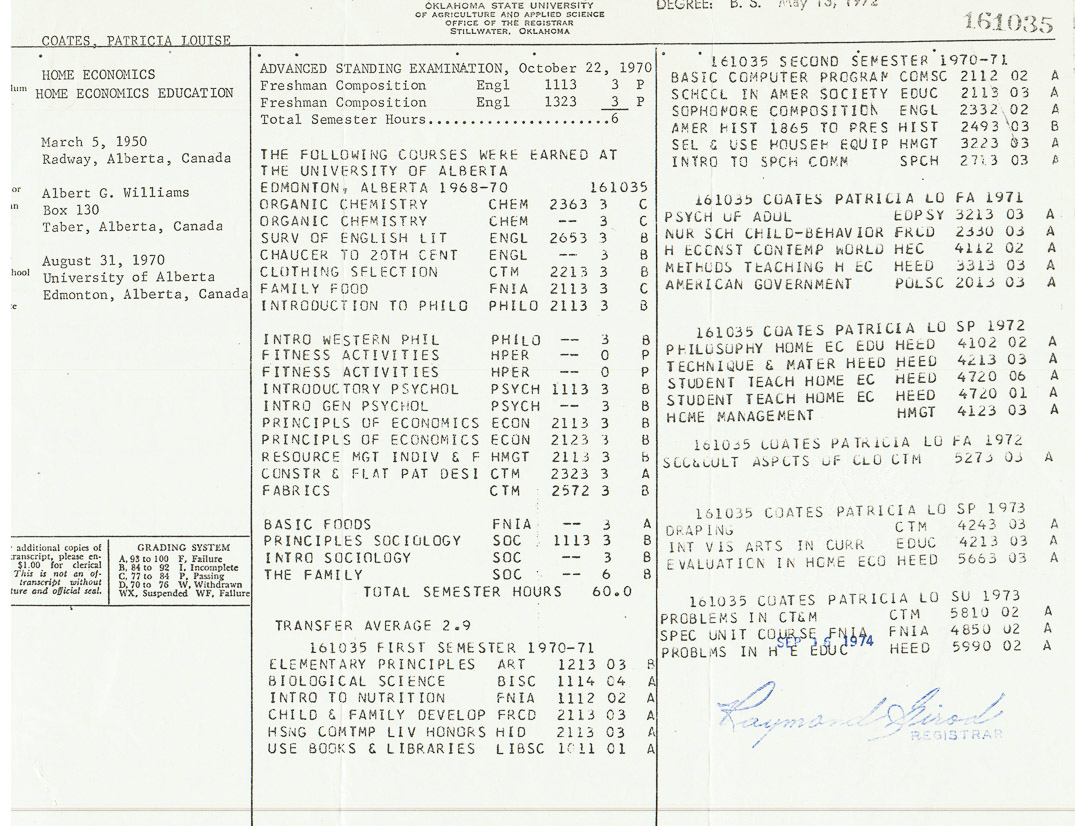 OKLAHOMA STATE UNIVERSITY
OF AGRICULTURE AND APPLIED SCIENCE
OFFICE OF THE REGISTRAR
STILLWATER, OKLAHOMA
DEGREE: B. S. May 13, 1972
161035
COATES, PATRICIA LOUISE
HOME ECONOMICS
HOME ECONOMICS EDUCATION
March 5, 1950
Radway, Alberta, Canada
Albert G. Williams
Box 130
Taber, Alberta, Canada
August 31, 1970
University of Alberta
Edmonton, Alberta, Canada
additional copies of
transcript, please en-
$1.00 for clerical
This is not an of-
transcript without
ture and official seal.
GRADING SYSTEM
A, 93 to 100 F, Failure
B, 84 to 92 I, Incomplete
C, 77 to 84 P, Passing
D, 70 to 76 W, Withdrawn
WX, Suspended WF, Failure
ADVANCED STANDING EXAMINATION, October 22, 1970
Freshman Composition Engl 1113 3 P
Freshman Composition Engl 1323 3 P
Total Semester Hours......................6
THE FOLLOWING COURSES WERE EARNED AT
THE UNIVERSITY OF ALBERTA
EDMONTON, ALBERTA 1968-70 161035
ORGANIC CHEMISTRY CHEM 2363 3 C
ORGANIC CHEMISTRY CHEM -- 3 C
SURV OF ENGLISH LIT ENGL 2653 3 B
CHAUCER TO 20TH CENT ENGL -- 3 B
CLOTHING SELECTION CTM 2213 3 B
FAMILY FOOD FNIA 2113 3 C
INTRODUCTION TO PHILO PHILO 2113 3 B
INTRO WESTERN PHIL PHILO -- 3 B
FITNESS ACTIVITIES HPER -- 0 P
FITNESS ACTIVITIES HPER -- 0 P
INTRODUCTORY PSYCHOL PSYCH 1113 3 B
INTRO GEN PSYCHOL PSYCH -- 3 B
PRINCIPLS OF ECONOMICS ECON 2113 3 B
PRINCIPLS OF ECONOMICS ECON 2123 3 B
RESOURCE MGT INDIV & F HMGT 2113 3 B
CONSTR & FLAT PAT DESI CTM 2323 3 A
FABRICS CTM 2572 3 B
BASIC FOODS FNIA -- 3 A
PRINCIPLES SOCIOLOGY SOC 1113 3 B
INTRO SOCIOLOGY SOC -- 3 B
THE FAMILY SOC -- 6 B
TOTAL SEMESTER HOURS 60.0
TRANSFER AVERAGE 2.9
161035 FIRST SEMESTER 1970-71
ELEMENTARY PRINCIPLES ART 1213 03 B
BIOLOGICAL SCIENCE BISC 1114 04 A
INTRO TO NUTRITION FNIA 1112 02 A
CHILD & FAMILY DEVELOP FRCD 2113 03 A
HSNG COMTMP LIV HONORS HID 2113 03 A
USE BOOKS & LIBRARIES LIBSC 1011 01 A
161035 SECOND SEMESTER 1970-71
BASIC COMPUTER PROGRAM COMSC 2112 02 A
SCHOOL IN AMER SOCIETY EDUC 2113 03 A
SOPHOMORE COMPOSITION ENGL 2332 02 A
AMER HIST 1865 TO PRES HIST 2493 03 B
SEL & USE HOUSEH EQUIP HMGT 3223 03 A
INTRO TO SPCH COMM SPCH 2713 03 A
161035 COATES PATRICIA LO FA 1971
PSYCH OF ADOL EDPSY 3213 03 A
NUR SCH CHILD-BEHAVIOR FRCD 2330 03 A
H ECONST CONTEMP WORLD HEC 4112 02 A
METHODS TEACHING H EC HEED 3313 03 A
AMERICAN GOVERNMENT POLSC 2013 03 A
161035 COATES PATRICIA LO SP 1972
PHILOSOPHY HOME EC EDU HEED 4102 02 A
TECHNIQUE & MATER HEED HEED 4213 03 A
STUDENT TEACH HOME EC HEED 4720 06 A
STUDENT TEACH HOME EC HEED 4720 01 A
HOME MANAGEMENT HMGT 4123 03 A
161035 COATES PATRICIA LO FA 1972
SOC&CULT ASPCTS OF CLO CTM 5273 03 A
161035 COATES PATRICIA LO SP 1973
DRAPING CTM 4243 03 A
INT VIS ARTS IN CURR EDUC 4213 03 A
EVALUATION IN HOME ECO HEED 5663 03 A
161035 COATES PATRICIA LO SU 1973
PROBLEMS IN CT&M CTM 5810 02 A
SPEC UNIT COURSE FNIA FNIA 4850 02 A
PROBLMS IN H E EDUC HEED 5990 02 A
SEP 15 1974
Raymond Girod
REGISTRAR